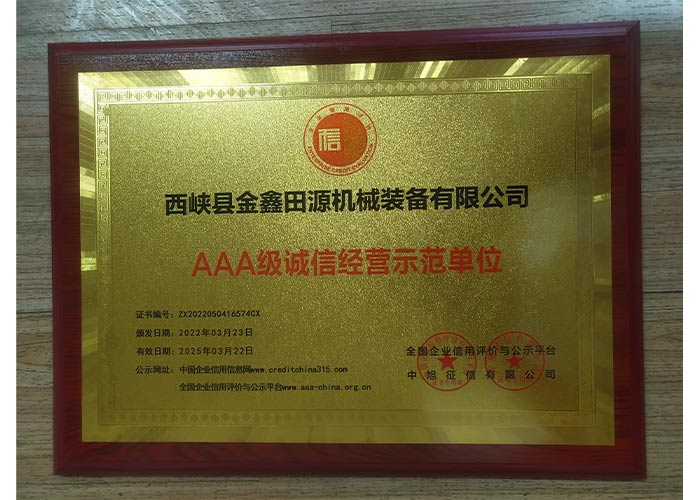 信
ENTERPRISE CREDIT EVALUATION
西峡县金鑫田源机械装备有限公司
AAA级诚信经营示范单位
证书编号：ZX20220504165740X
颁发日期：2022年03月23日
有效日期：2025年03月22日
公示网址：中国企业信用信息网www.creditchina315.com
全国企业信用评价与公示平台www.aaa-china.org.cn
全国企业信用评价与公示平台
中旭征信有限公司